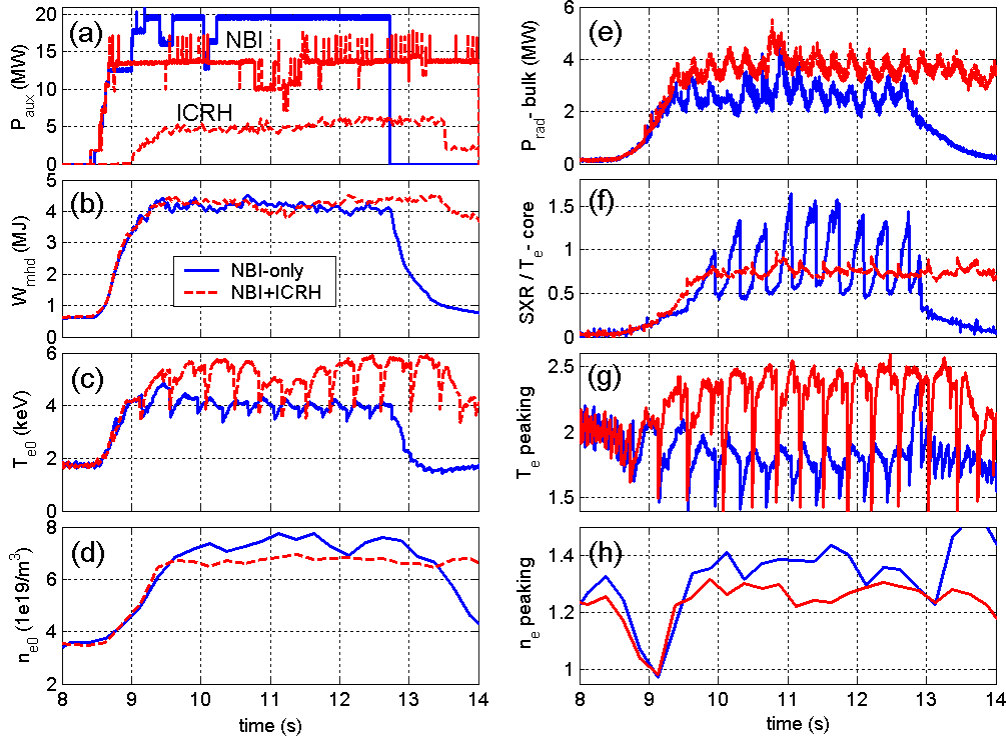 (a)
P_aux (MW)
20
15
10
5
0
NBI
ICRH
(b)
W_mhd (MJ)
5
4
3
2
1
0
NBI-only
NBI+ICRH
(c)
T_e0 (keV)
6
4
2
0
(d)
n_e0 (1e19/m^3)
8
6
4
2
8 9 10 11 12 13 14
time (s)
(e)
P_rad - bulk (MW)
6
4
2
0
(f)
SXR / T_e - core
1.5
1
0.5
0
(g)
T_e peaking
2.5
2
1.5
(h)
n_e peaking
1.4
1.2
1
8 9 10 11 12 13 14
time (s)